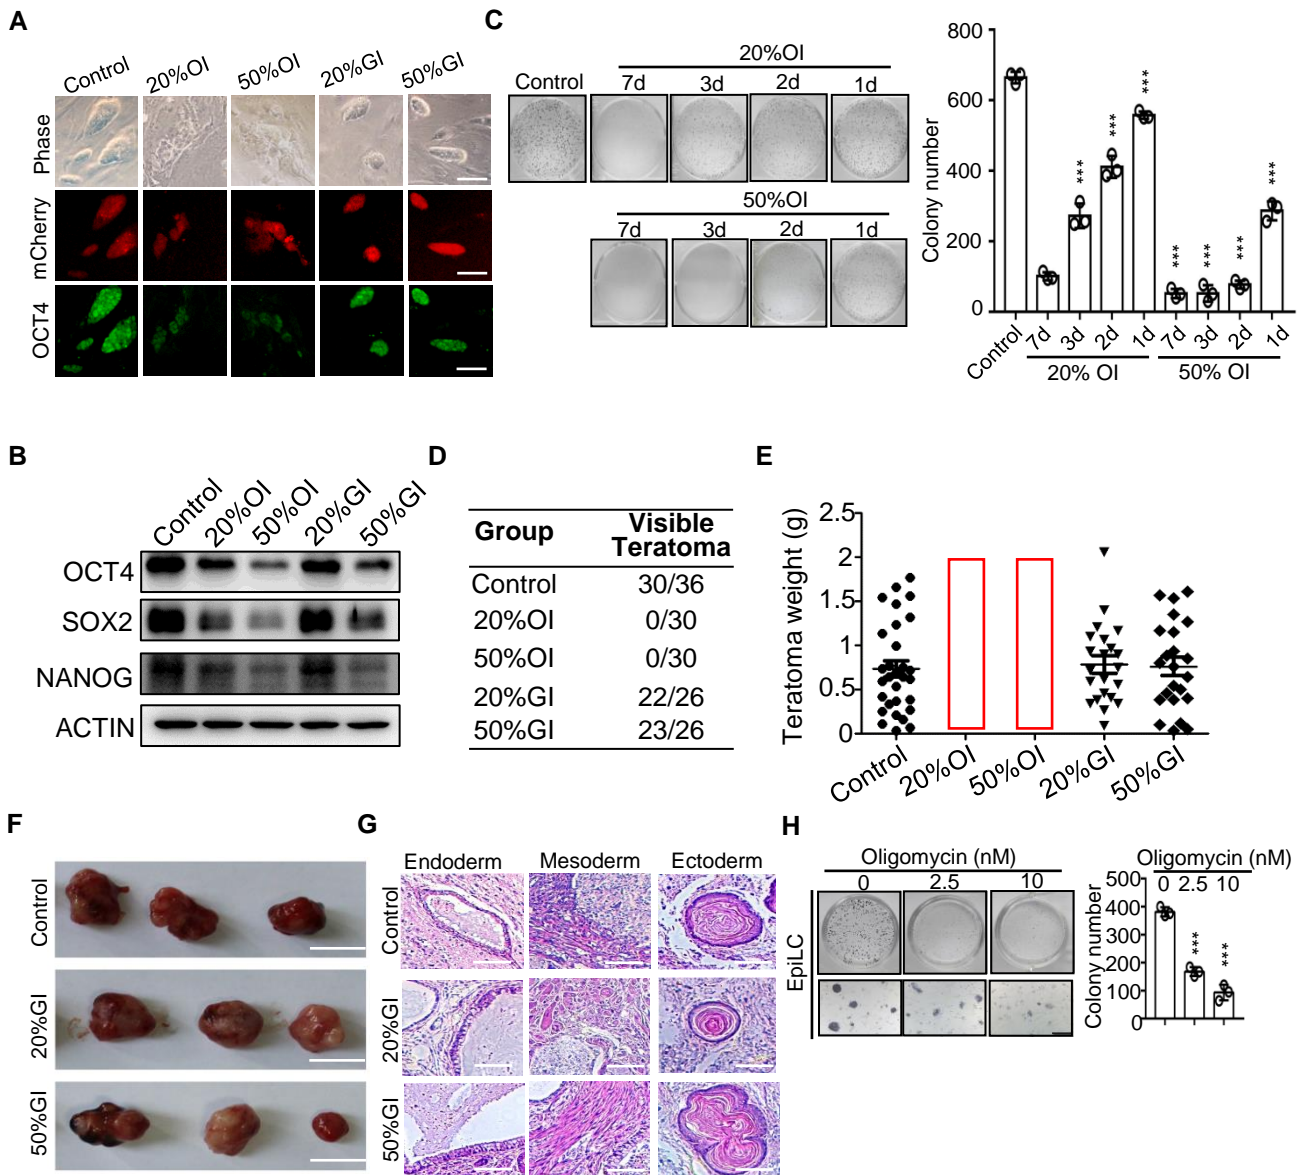 A
Control 20%OI 50%OI 20%GI 50%GI
Phase
mCherry
OCT4
C
20%OI
Control 7d 3d 2d 1d
50%OI
7d 3d 2d 1d
Colony number
800
600
400
200
0
*** *** *** *** *** *** ***
Control 7d 3d 2d 1d 7d 3d 2d 1d
20% OI 50% OI
B
Control 20%OI 50%OI 20%GI 50%GI
OCT4
SOX2
NANOG
ACTIN
D
Group Visible Teratoma
Control 30/36
20%OI 0/30
50%OI 0/30
20%GI 22/26
50%GI 23/26
E
Teratoma weight (g)
2.5
2
1.5
1
0.5
0
Control 20%OI 50%OI 20%GI 50%GI
F
Control
20%GI
50%GI
G
Endoderm Mesoderm Ectoderm
Control
20%GI
50%GI
H
Oligomycin (nM)
0 2.5 10
EpiLC
Oligomycin (nM)
0 2.5 10
Colony number
500
400
300
200
100
0
*** ***